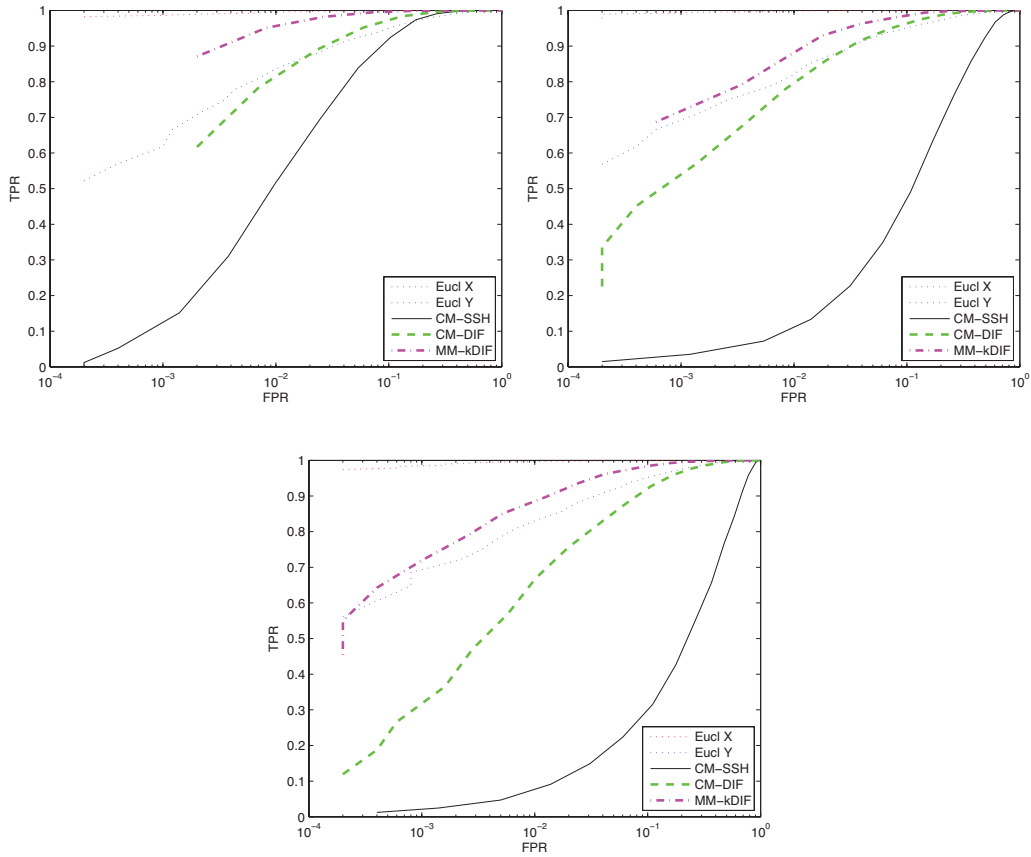 1
0.9
0.8
0.7
0.6
0.5
0.4
0.3
0.2
0.1
0
TPR
10^-4
10^-3
10^-2
10^-1
10^0
FPR
Eucl X
Eucl Y
CM-SSH
CM-DIF
MM-kDIF
1
0.9
0.8
0.7
0.6
0.5
0.4
0.3
0.2
0.1
0
TPR
10^-4
10^-3
10^-2
10^-1
10^0
FPR
Eucl X
Eucl Y
CM-SSH
CM-DIF
MM-kDIF
1
0.9
0.8
0.7
0.6
0.5
0.4
0.3
0.2
0.1
0
TPR
10^-4
10^-3
10^-2
10^-1
10^0
FPR
Eucl X
Eucl Y
CM-SSH
CM-DIF
MM-kDIF